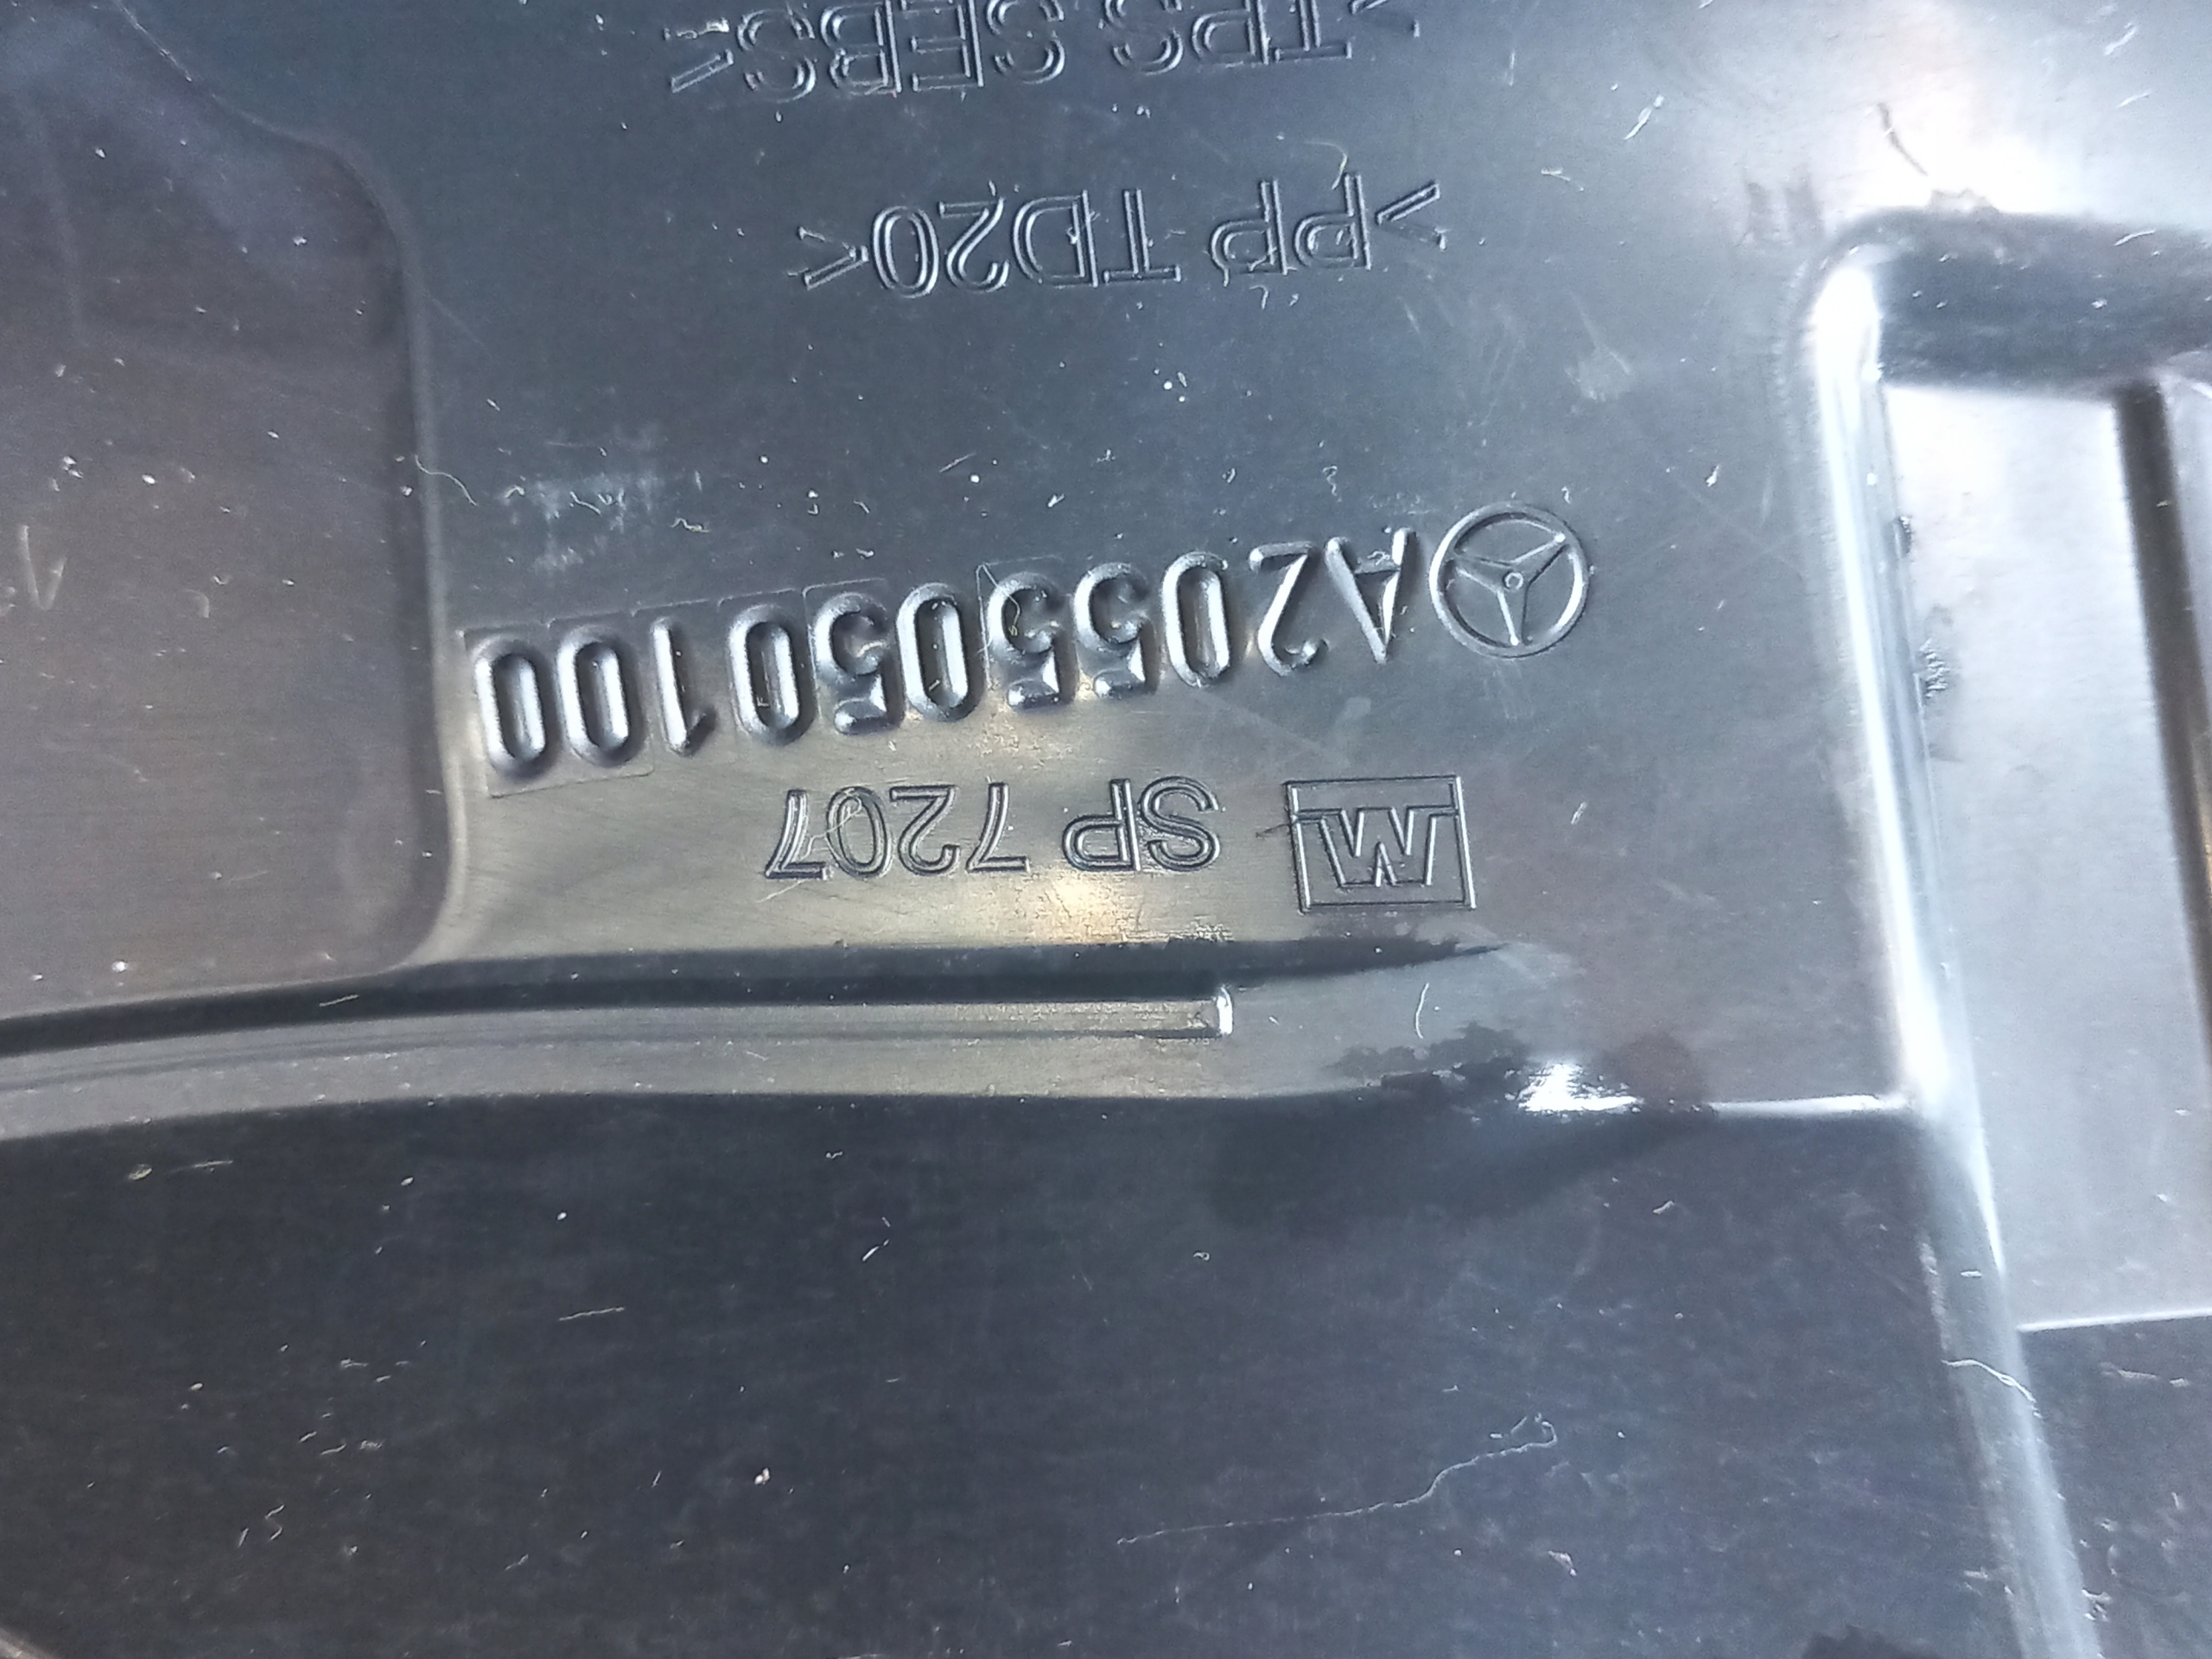 SP 7207
A2055050100
>PP TD20<
>TPS SEBS<